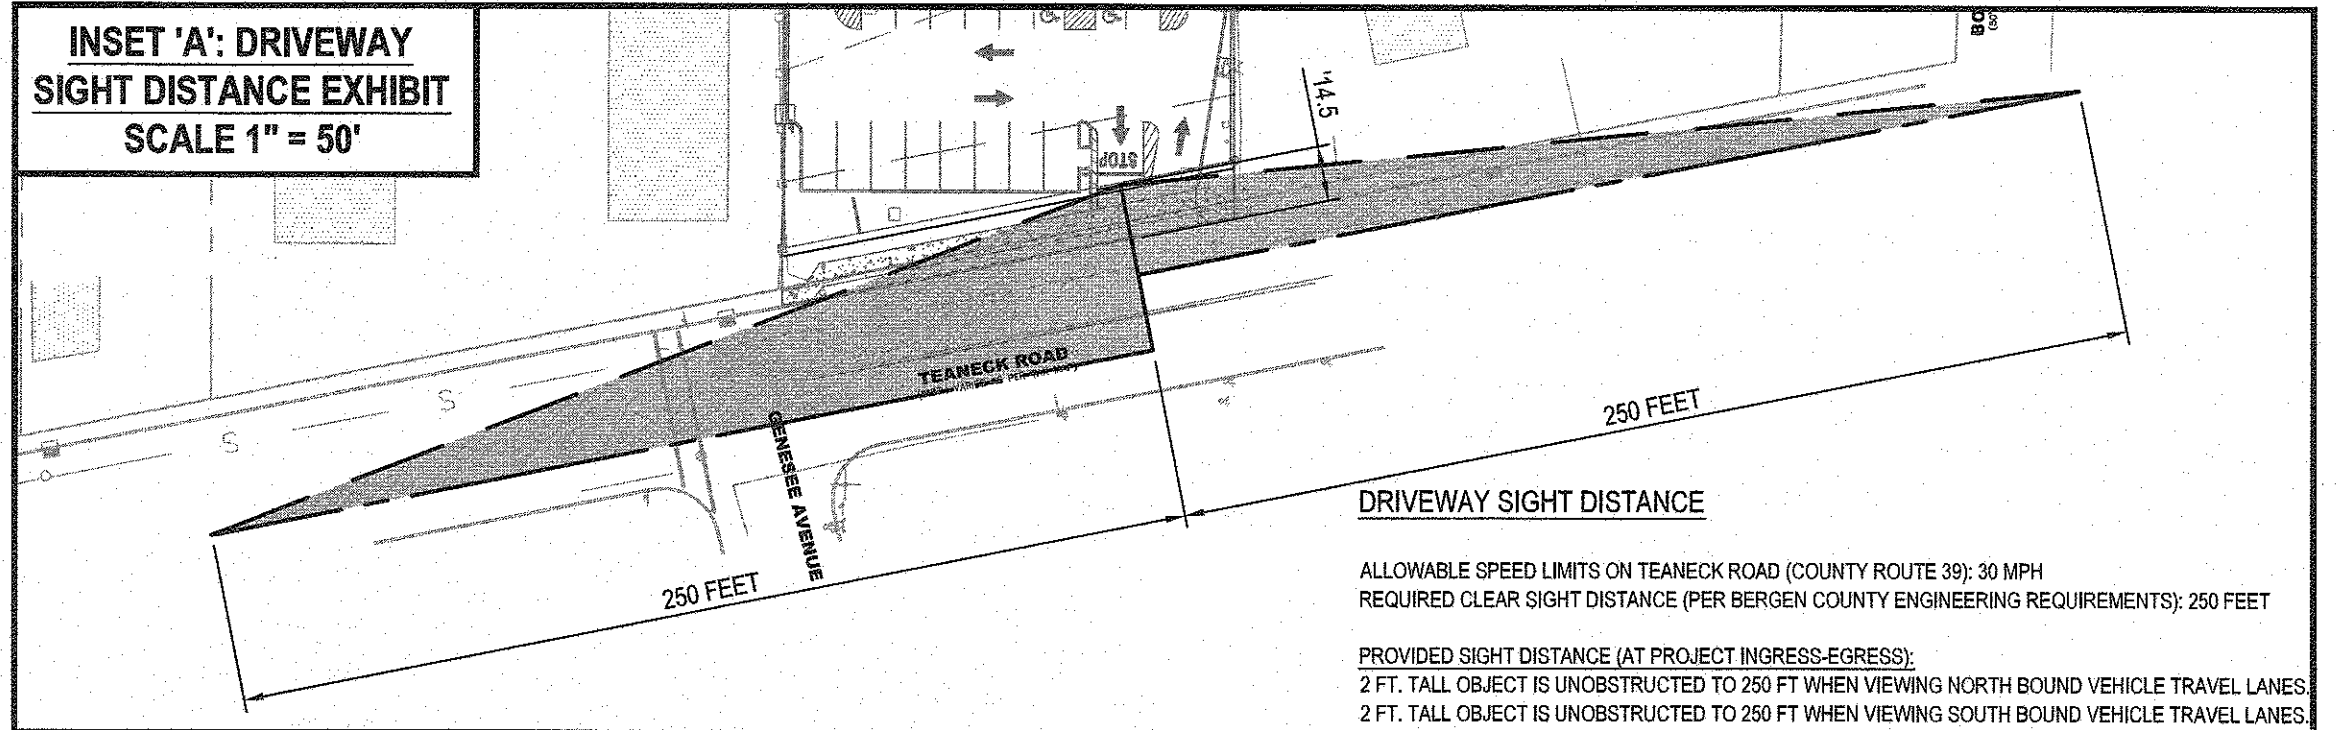 INSET 'A': DRIVEWAY
SIGHT DISTANCE EXHIBIT
SCALE 1" = 50'
14.5'
STOP
BO
TEANECK ROAD
GENESEE AVENUE
S
S
250 FEET
250 FEET
DRIVEWAY SIGHT DISTANCE
ALLOWABLE SPEED LIMITS ON TEANECK ROAD (COUNTY ROUTE 39): 30 MPH
REQUIRED CLEAR SIGHT DISTANCE (PER BERGEN COUNTY ENGINEERING REQUIREMENTS): 250 FEET
PROVIDED SIGHT DISTANCE (AT PROJECT INGRESS-EGRESS):
2 FT. TALL OBJECT IS UNOBSTRUCTED TO 250 FT WHEN VIEWING NORTH BOUND VEHICLE TRAVEL LANES.
2 FT. TALL OBJECT IS UNOBSTRUCTED TO 250 FT WHEN VIEWING SOUTH BOUND VEHICLE TRAVEL LANES.